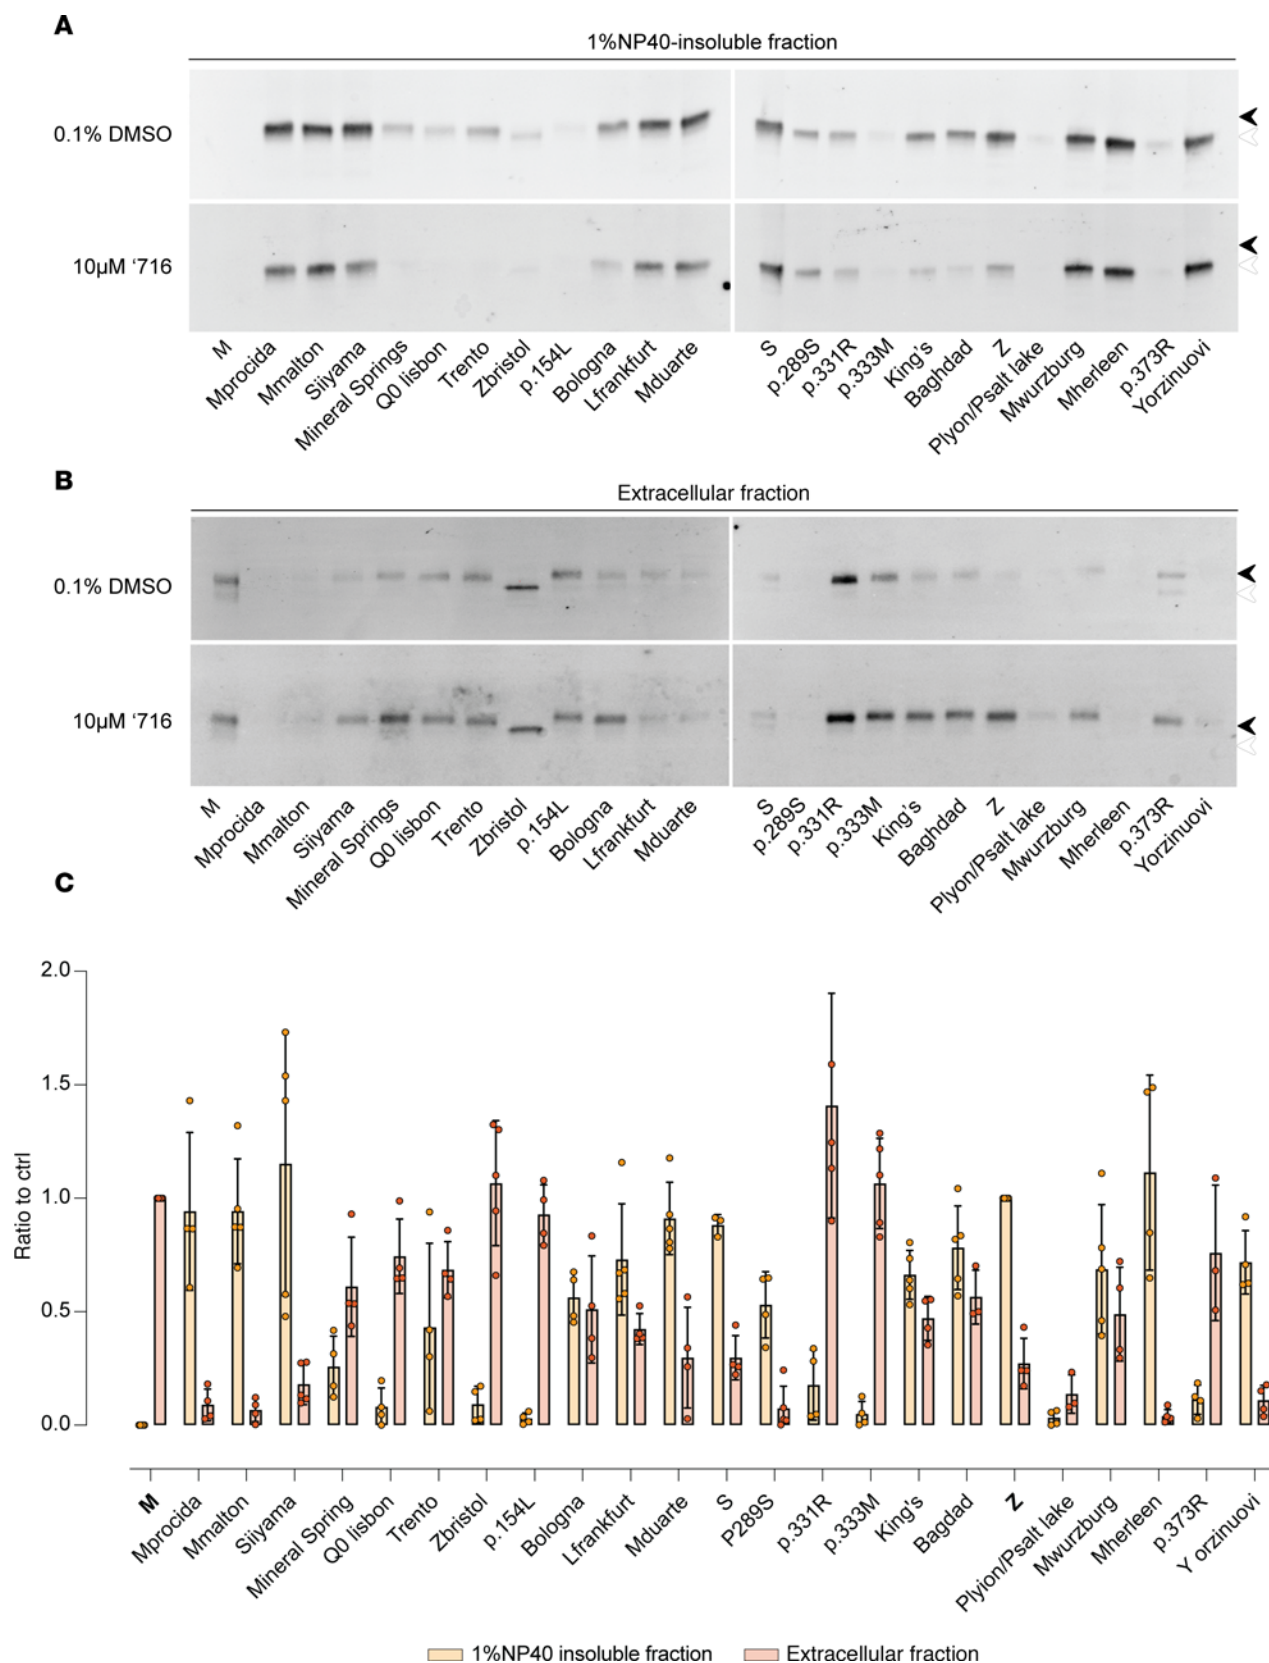 A
1%NP40-insoluble fraction
0.1% DMSO
10µM ‘716
M
Mprocida
Mmalton
Siiyama
Mineral Springs
Q0 lisbon
Trento
Zbristol
p.154L
Bologna
Lfrankfurt
Mduarte
S
p.289S
p.331R
p.333M
King's
Baghdad
Z
Plyon/Psalt lake
Mwurzburg
Mherleen
p.373R
Yorzinuovi
B
Extracellular fraction
0.1% DMSO
10µM ‘716
M
Mprocida
Mmalton
Siiyama
Mineral Springs
Q0 lisbon
Trento
Zbristol
p.154L
Bologna
Lfrankfurt
Mduarte
S
p.289S
p.331R
p.333M
King's
Baghdad
Z
Plyon/Psalt lake
Mwurzburg
Mherleen
p.373R
Yorzinuovi
C
Ratio to ctrl
2.0
1.5
1.0
0.5
0.0
M
Mprocida
Mmalton
Siiyama
Mineral Spring
Q0 lisbon
Trento
Zbristol
p. 154L
Bologna
Lfrankfurt
Mduarte
S
P289S
p.331R
p.333M
King's
Bagdad
Z
Plyion/Psalt lake
Mwurzburg
Mherleen
p.373R
Y orzinuovi
1%NP40 insoluble fraction
Extracellular fraction